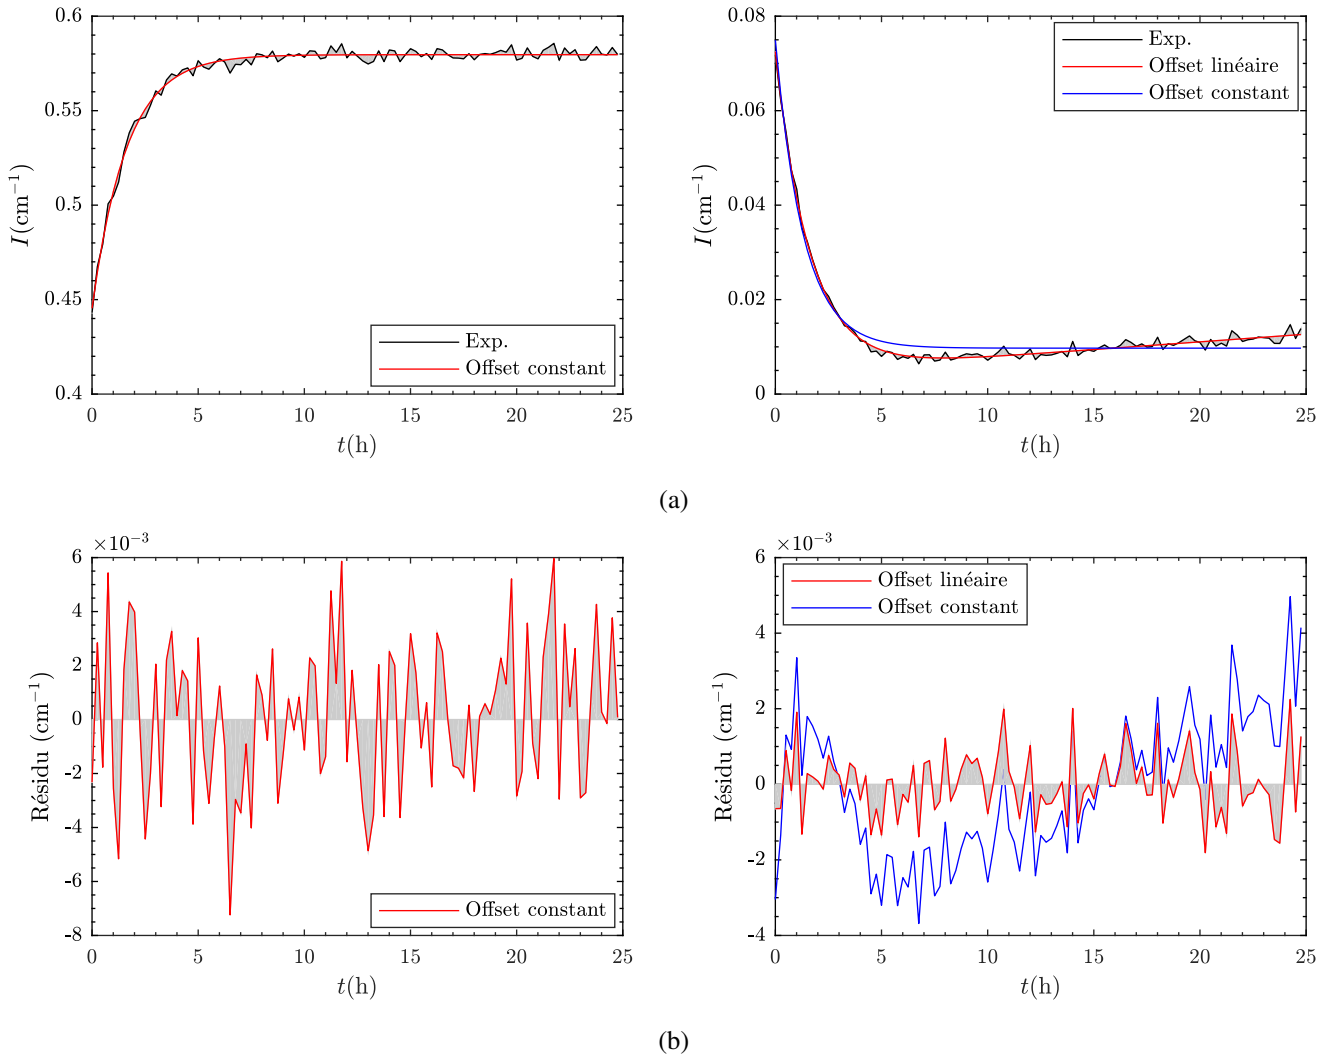 0.6
0.55
0.5
0.45
0.4
I(cm⁻¹)
Exp.
Offset constant
0 5 10 15 20 25
t(h)
0.08
0.06
0.04
0.02
0
I(cm⁻¹)
Exp.
Offset linéaire
Offset constant
0 5 10 15 20 25
t(h)
(a)
×10⁻³
6
4
2
0
-2
-4
-6
-8
Résidu (cm⁻¹)
Offset constant
0 5 10 15 20 25
t(h)
×10⁻³
6
4
2
0
-2
-4
Résidu (cm⁻¹)
Offset linéaire
Offset constant
0 5 10 15 20 25
t(h)
(b)